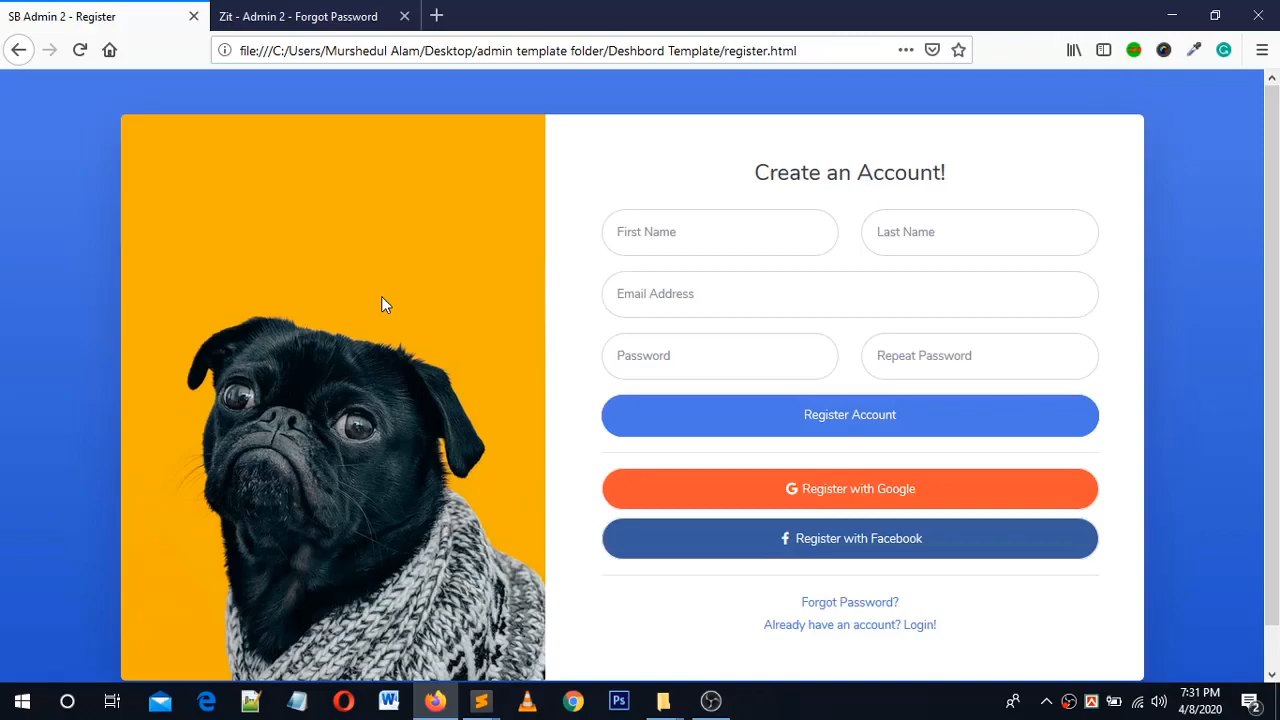 SB Admin 2 - Register
Zit - Admin 2 - Forgot Password
file:///C:/Users/Murshedul Alam/Desktop/admin template folder/Deshbord Template/register.html
Create an Account!
First Name
Last Name
Email Address
Password
Repeat Password
Register Account
G Register with Google
f Register with Facebook
Forgot Password?
Already have an account? Login!
7:31 PM
4/8/2020
2